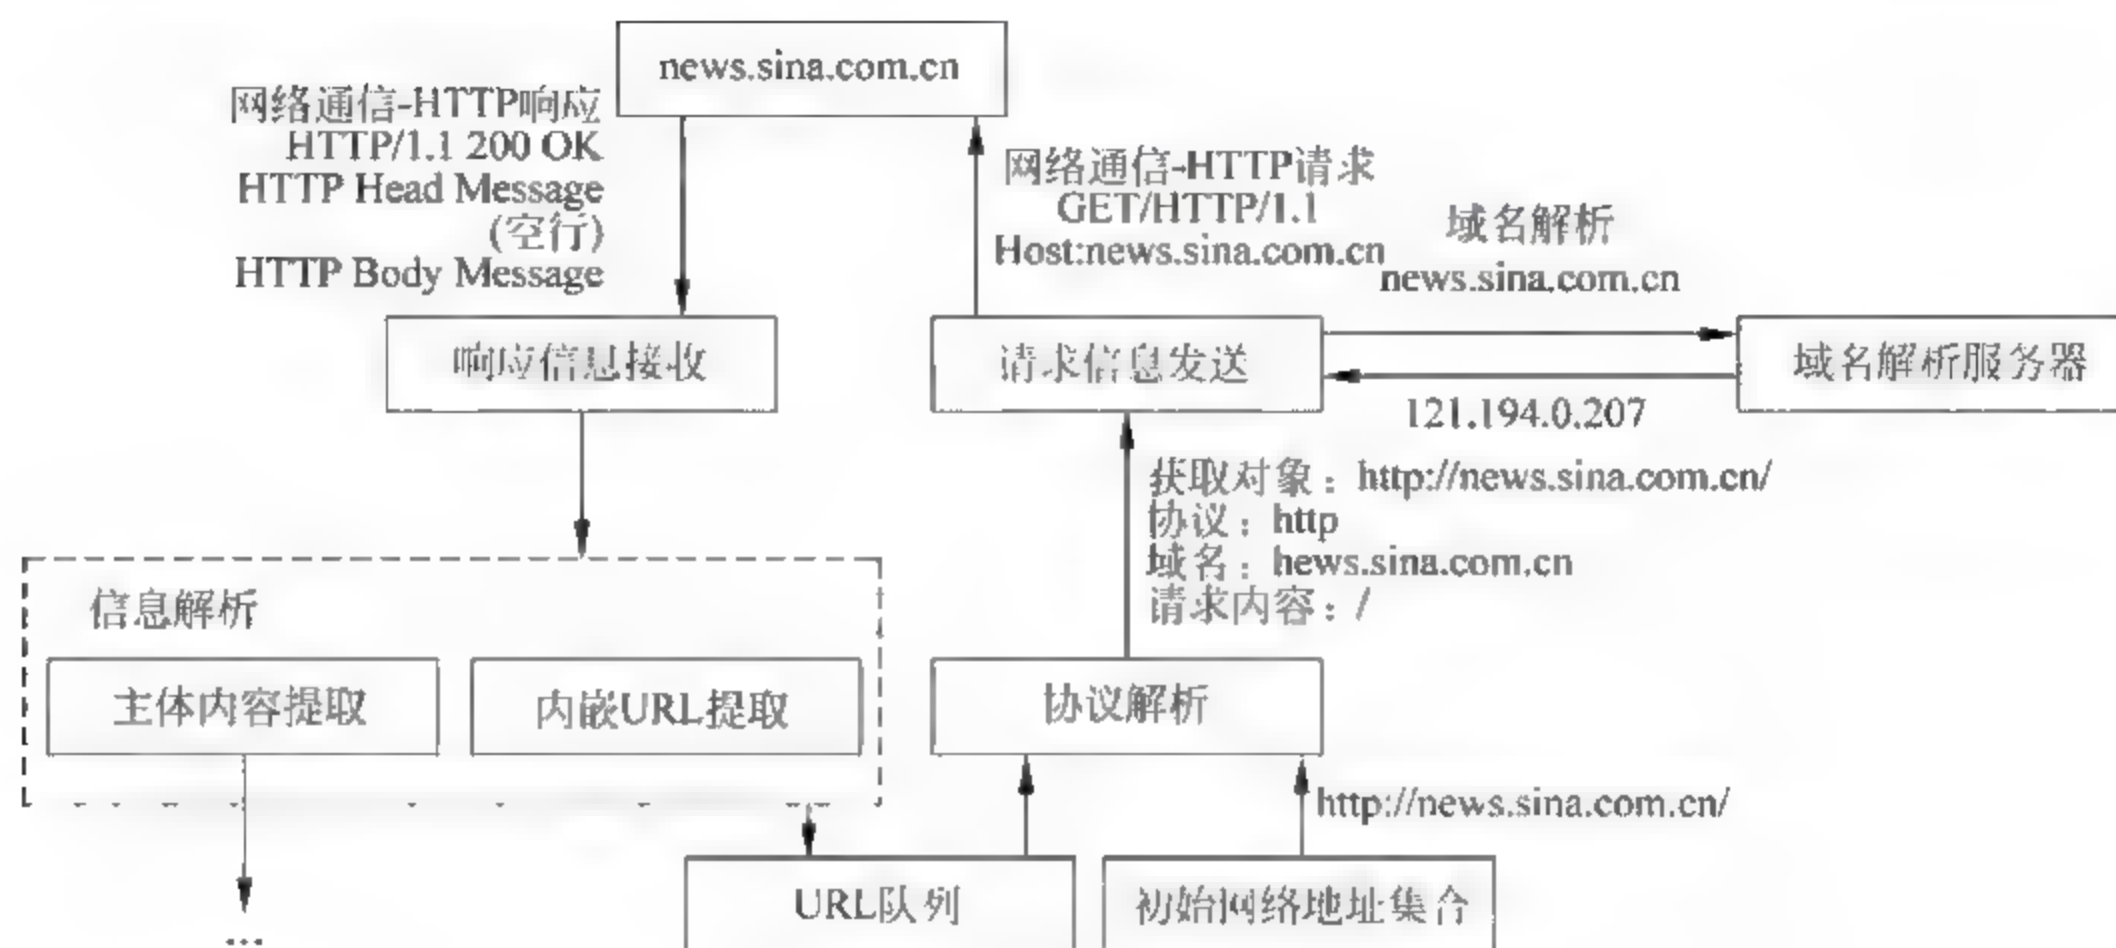 news.sina.com.cn
网络通信-HTTP响应
HTTP/1.1 200 OK
HTTP Head Message
(空行)
HTTP Body Message
网络通信-HTTP请求
GET/HTTP/1.1
Host:news.sina.com.cn
域名解析
news.sina.com.cn
响应信息接收
请求信息发送
域名解析服务器
121.194.0.207
获取对象：http://news.sina.com.cn/
协议：http
域名：news.sina.com.cn
请求内容：/
信息解析
主体内容提取
内嵌URL提取
协议解析
http://news.sina.com.cn/
URL队列
初始网络地址集合
...